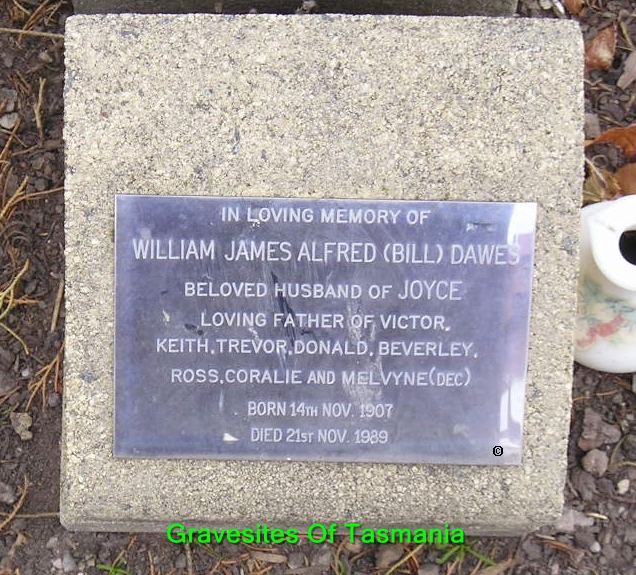 IN LOVING MEMORY OF
WILLIAM JAMES ALFRED (BILL) DAWES
BELOVED HUSBAND OF JOYCE
LOVING FATHER OF VICTOR,
KEITH, TREVOR, DONALD, BEVERLEY,
ROSS, CORALIE AND MELVYNE (DEC)
BORN 14TH NOV. 1907
DIED 21ST NOV. 1989
©
Gravesites Of Tasmania